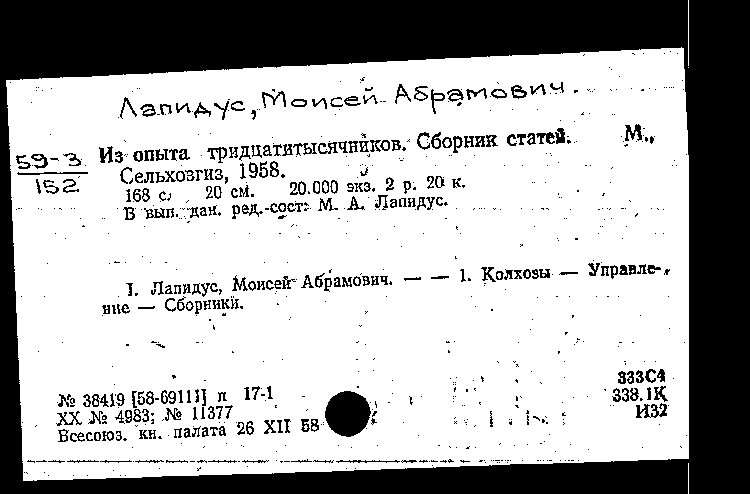 Лапидус, Моисей Абрамович.
59-3
152
Из опыта тридцатитысячников. Сборник статей. М.,
Сельхозгиз, 1958.
168 с. 20 см. 20.000 экз. 2 р. 20 к.
В вып. дан. ред.-сост: М. А. Лапидус.
I. Лапидус, Моисей Абрамович. — — 1. Колхозы — Управле-
ние — Сборники.
333С4
№ 38419 [58-69111] п 17-1
338.1К
XX № 4983; № 11377
И32
Всесоюз. кн. палата 26 XII 58